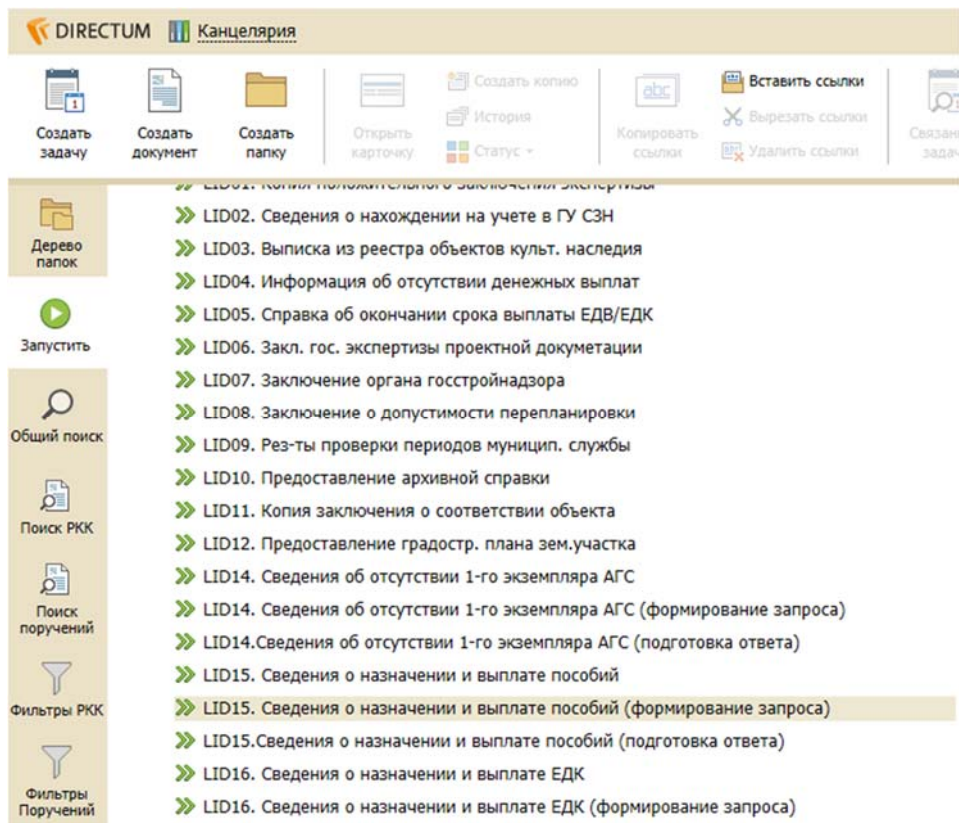 DIRECTUM Канцелярия
Создать задачу
Создать документ
Создать папку
Открыть карточку
Создать копию
История
Статус
Копировать ссылки
Вставить ссылки
Вырезать ссылки
Удалить ссылки
Дерево папок
Запустить
Общий поиск
Поиск РКК
Поиск поручений
Фильтры РКК
Фильтры Поручений
LID01. Копия положительного заключения экспертизы
LID02. Сведения о нахождении на учете в ГУ СЗН
LID03. Выписка из реестра объектов культ. наследия
LID04. Информация об отсутствии денежных выплат
LID05. Справка об окончании срока выплаты ЕДВ/ЕДК
LID06. Закл. гос. экспертизы проектной докуметации
LID07. Заключение органа госстройнадзора
LID08. Заключение о допустимости перепланировки
LID09. Рез-ты проверки периодов муницип. службы
LID10. Предоставление архивной справки
LID11. Копия заключения о соответствии объекта
LID12. Предоставление градостр. плана зем.участка
LID14. Сведения об отсутствии 1-го экземпляра АГС
LID14. Сведения об отсутствии 1-го экземпляра АГС (формирование запроса)
LID14.Сведения об отсутствии 1-го экземпляра АГС (подготовка ответа)
LID15. Сведения о назначении и выплате пособий
LID15. Сведения о назначении и выплате пособий (формирование запроса)
LID15.Сведения о назначении и выплате пособий (подготовка ответа)
LID16. Сведения о назначении и выплате ЕДК
LID16. Сведения о назначении и выплате ЕДК (формирование запроса)